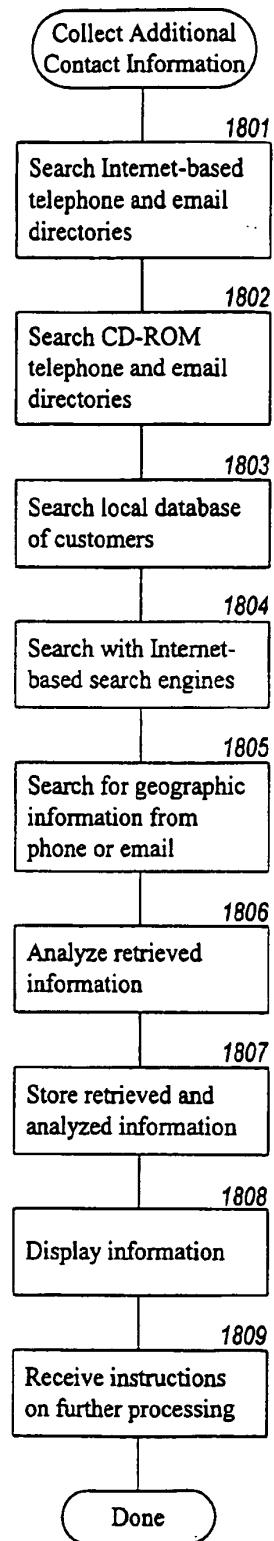 Collect Additional
Contact Information
1801
Search Internet-based
telephone and email
directories
1802
Search CD-ROM
telephone and email
directories
1803
Search local database
of customers
1804
Search with Internet-
based search engines
1805
Search for geographic
information from
phone or email
1806
Analyze retrieved
information
1807
Store retrieved and
analyzed information
1808
Display information
1809
Receive instructions
on further processing
Done